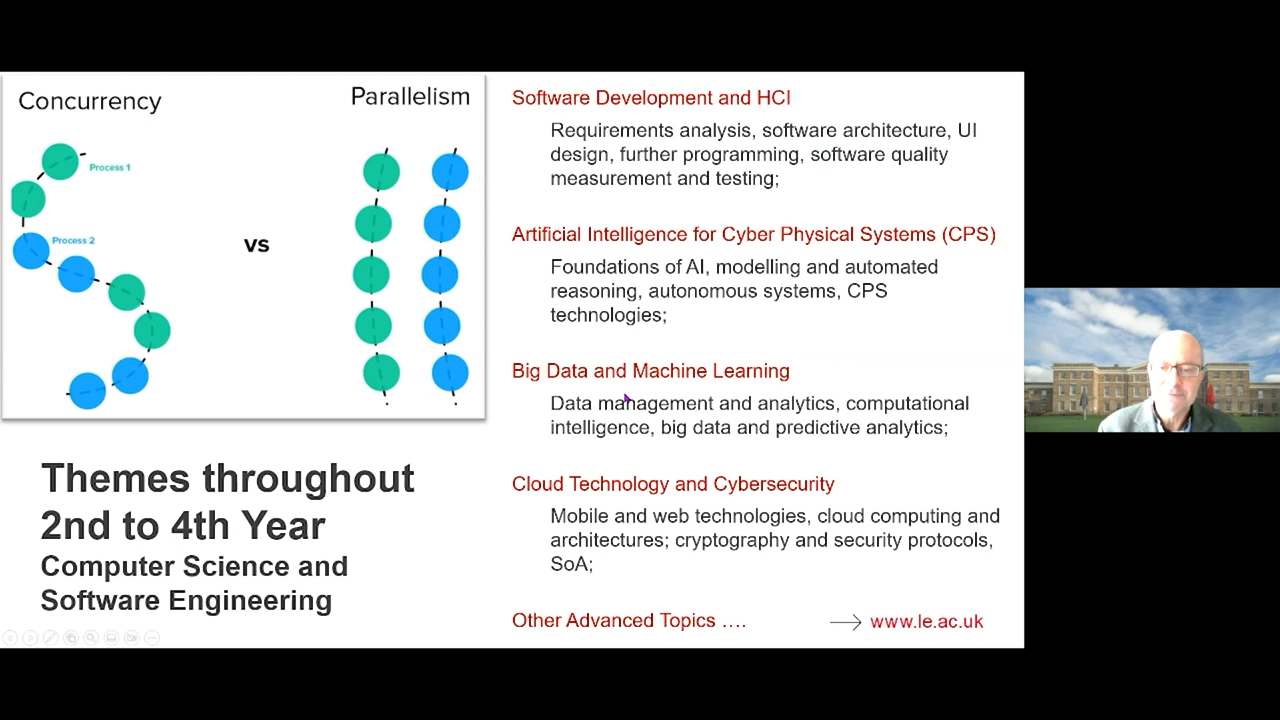 Concurrency
Parallelism
Process 1
Process 2
vs
Themes throughout
2nd to 4th Year
Computer Science and
Software Engineering
Software Development and HCI
Requirements analysis, software architecture, UI
design, further programming, software quality
measurement and testing;
Artificial Intelligence for Cyber Physical Systems (CPS)
Foundations of AI, modelling and automated
reasoning, autonomous systems, CPS
technologies;
Big Data and Machine Learning
Data management and analytics, computational
intelligence, big data and predictive analytics;
Cloud Technology and Cybersecurity
Mobile and web technologies, cloud computing and
architectures; cryptography and security protocols,
SoA;
Other Advanced Topics ....
www.le.ac.uk